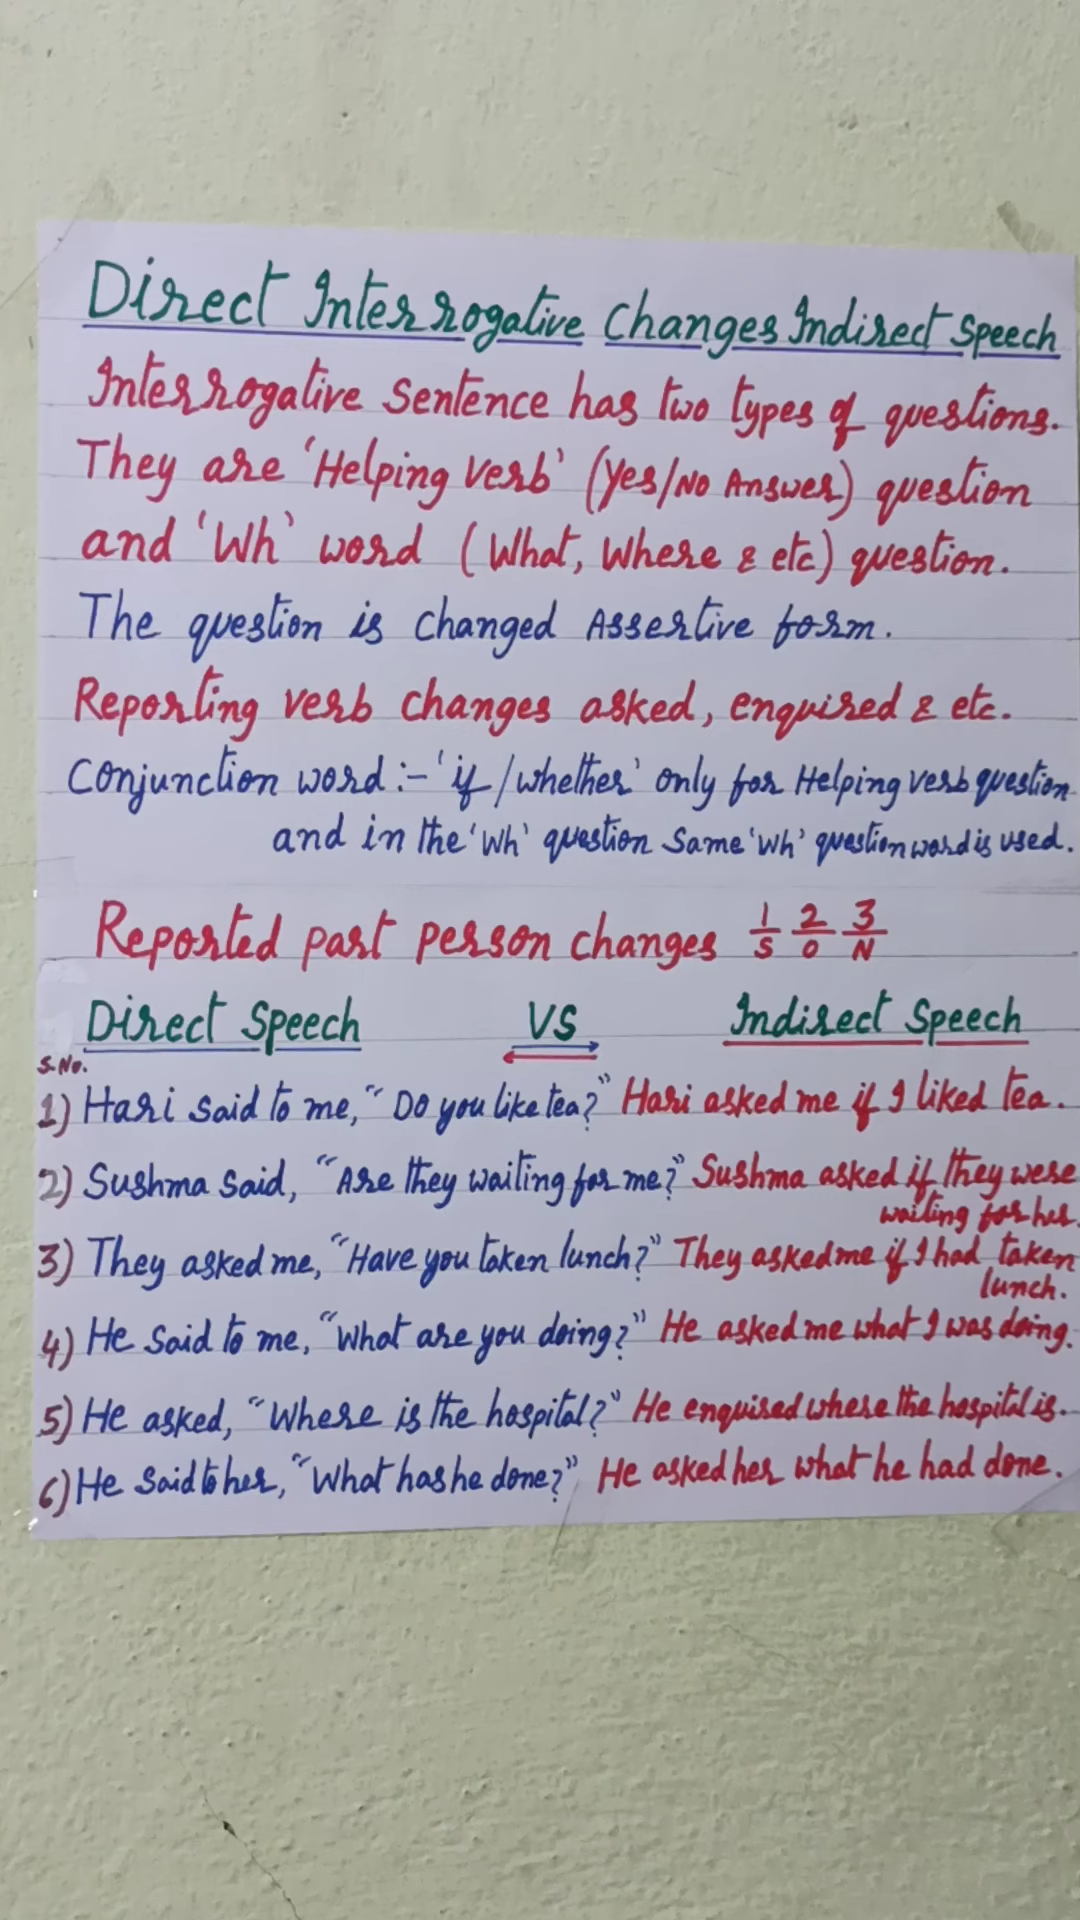 Direct Interrogative Changes Indirect Speech
Interrogative Sentence has two types of questions.
They are 'Helping Verb' (Yes/No Answer) question
and 'Wh' word (What, Where & etc) question.
The question is changed Assertive form.
Reporting verb changes asked, enquired & etc.
Conjunction word :- 'if/whether' only for Helping verb question
and in the 'Wh' question Same 'Wh' question word is used.
Reported part person changes 1/S 2/O 3/N
Direct Speech VS Indirect Speech
S.No.
1) Hari said to me, "Do you like tea?" Hari asked me if I liked tea.
2) Sushma said, "Are they waiting for me?" Sushma asked if they were
waiting for her.
3) They asked me, "Have you taken lunch?" They asked me if I had taken
lunch.
4) He said to me, "What are you doing?" He asked me what I was doing.
5) He asked, "Where is the hospital?" He enquired where the hospital is.
6) He said to her, "What has he done?" He asked her what he had done.